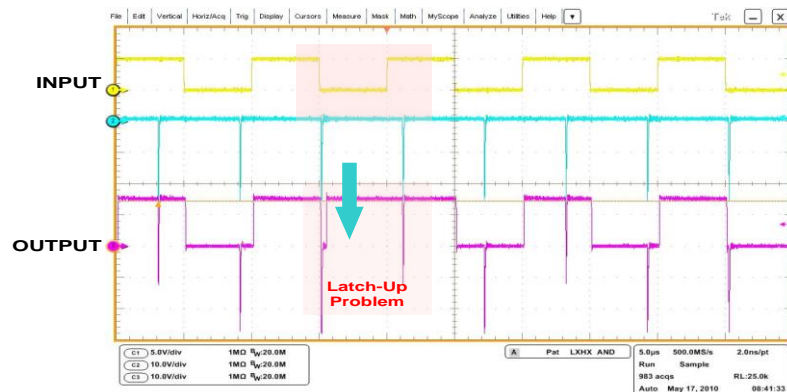 File Edit Vertical Horiz/Acq Trig Display Cursors Measure Mask Math MyScope Analyze Utilities Help Tek
INPUT
1
2
OUTPUT
Latch-Up
Problem
C1 5.0V/div 1MΩ BW:20.0M
C2 10.0V/div 1MΩ BW:20.0M
C3 10.0V/div 1MΩ BW:20.0M
A Pat LXHX AND
5.0µs 500.0MS/s 2.0ns/pt
Run Sample
983 acqs RL:25.0k
Auto May 17, 2010 08:41:33